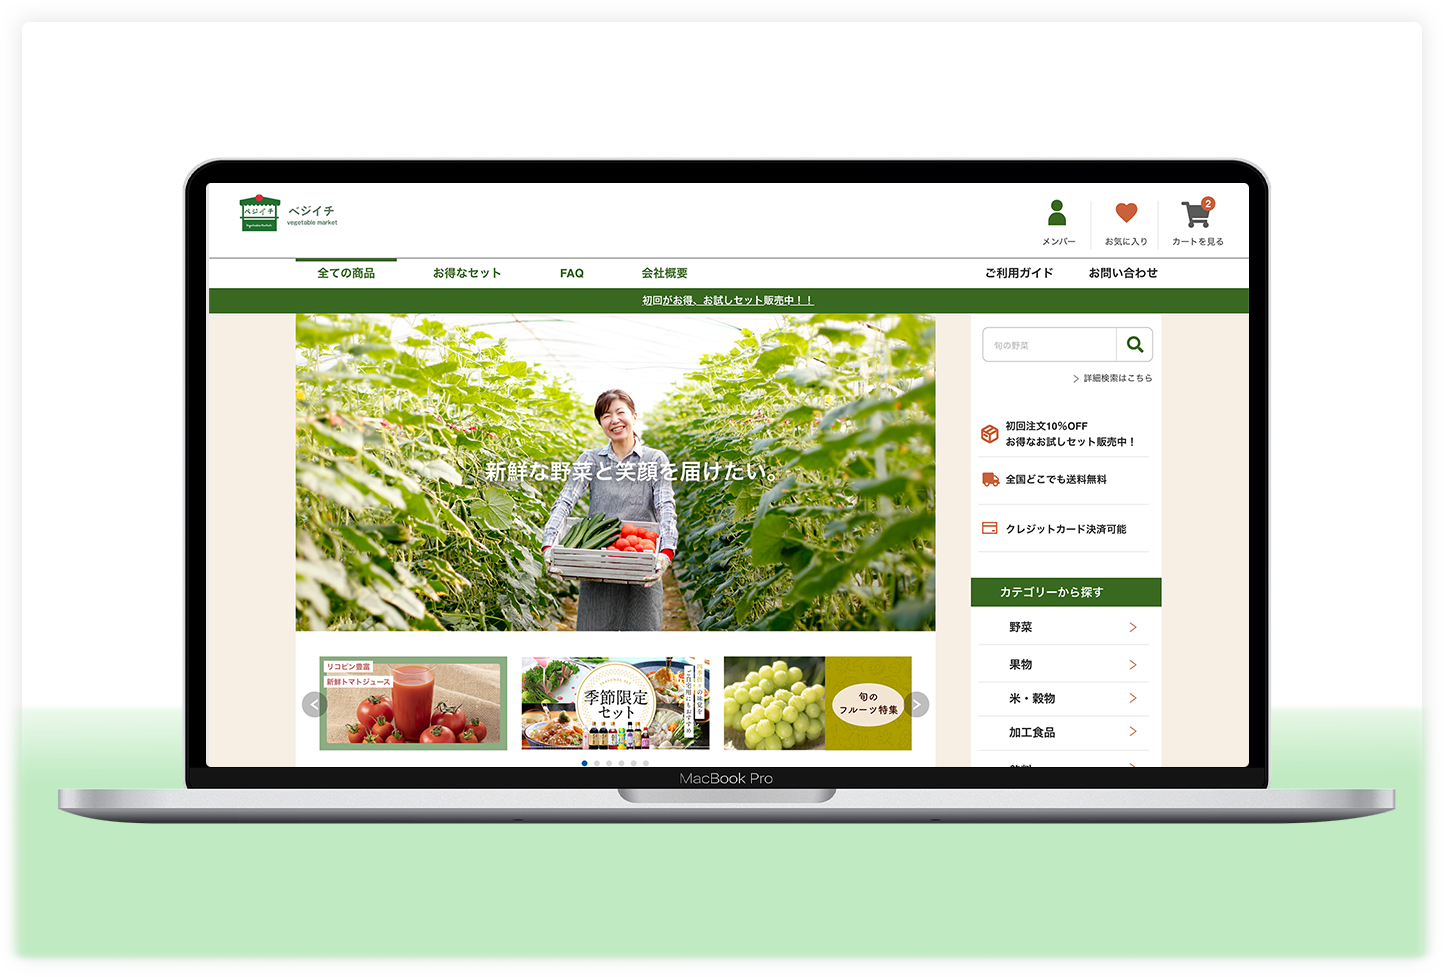 ベジイチ
Vegetable Market
ベジイチ
vegetable market
メンバー
お気に入り
2
カートを見る
全ての商品
お得なセット
FAQ
会社概要
ご利用ガイド
お問い合わせ
初回がお得、お試しセット販売中！！
旬の野菜
詳細検索はこちら
新鮮な野菜と笑顔を届けたい。
初回注文10%OFF
お得なお試しセット販売中！
全国どこでも送料無料
クレジットカード決済可能
カテゴリーから探す
野菜
果物
米・穀物
加工食品
リコピン豊富
新鮮トマトジュース
季節限定
セット
の味覚を
ご自宅用にもおすすめ
旬の
フルーツ特集
MacBook Pro